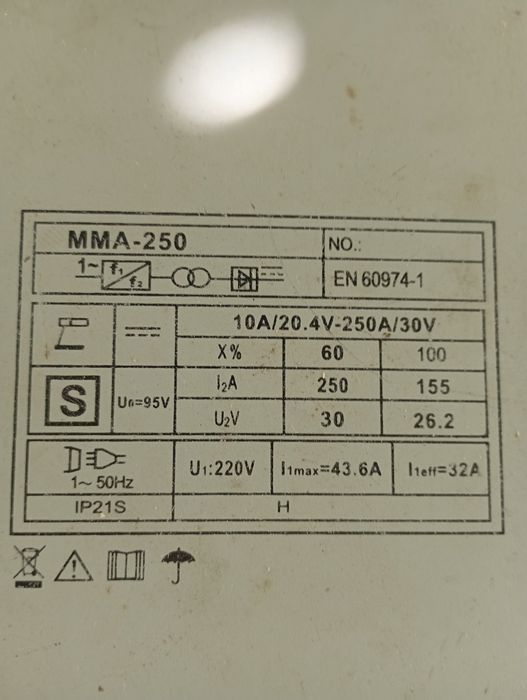 MMA-250
NO.:
1~ f₁ f₂
EN 60974-1
10A/20.4V-250A/30V
X% 60 100
S U₀=95V
I₂A 250 155
U₂V 30 26.2
1~ 50Hz
U₁:220V I₁max=43.6A I₁eff=32A
IP21S H